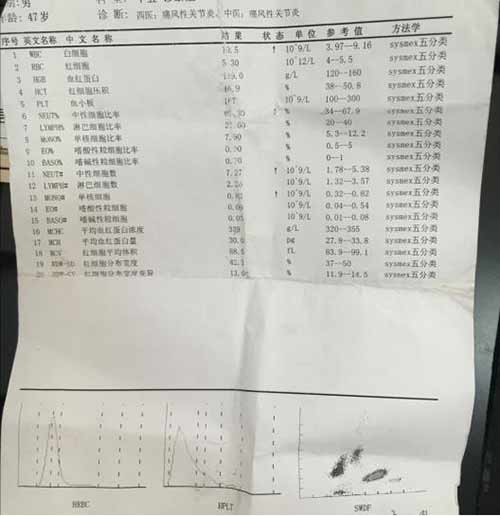 别:男
年龄: 47岁 诊 断: 西医: 痛风性关节炎、中医: 痛风性关节炎
序号 英文名称 中 文 名 称 结 果 状 态 单 位 参 考 值 方法学
1 WBC 白细胞 ↑ 10^9/L 3.97--9.16 sysmex五分类
2 RBC 红细胞 5.30 10^12/L 4--5.5 sysmex五分类
3 HGB 血红蛋白 g/L 120--160 sysmex五分类
4 HCT 红细胞压积 % 38--50.8 sysmex五分类
5 PLT 血小板 10^9/L 100--300 sysmex五分类
6 NEUT% 中性细胞比率 % 34--67.9 sysmex五分类
7 LYMPH% 淋巴细胞比率 % 20--40 sysmex五分类
8 MONO% 单核细胞比率 7.90 % 5.3--12.2 sysmex五分类
9 EO% 嗜酸性粒细胞比率 % 0.5--5 sysmex五分类
10 BASO% 嗜碱性粒细胞比率 % 0--1 sysmex五分类
11 NEUT# 中性细胞数 7.27 ↑ 10^9/L 1.78--5.38 sysmex五分类
12 LYMPH# 淋巴细胞数 10^9/L 1.32--3.57 sysmex五分类
13 MONO# 单核细胞 ↑ 10^9/L 0.32--0.82 sysmex五分类
14 EO# 嗜酸性粒细胞 10^9/L 0.04--0.54 sysmex五分类
15 BASO# 嗜碱性粒细胞 10^9/L 0.01--0.08 sysmex五分类
16 MCHC 平均血红蛋白浓度 g/L 320--355 sysmex五分类
17 MCH 平均血红蛋白量 pg 27.8--33.8 sysmex五分类
18 MCV 红细胞平均体积 fL 83.9--99.1 sysmex五分类
19 RDW-SD 红细胞分布宽度 % 37--50 sysmex五分类
20 RDW-CV 红细胞分布宽度变异 % 11.9--14.5 sysmex五分类
HRBC HPLT SWDF